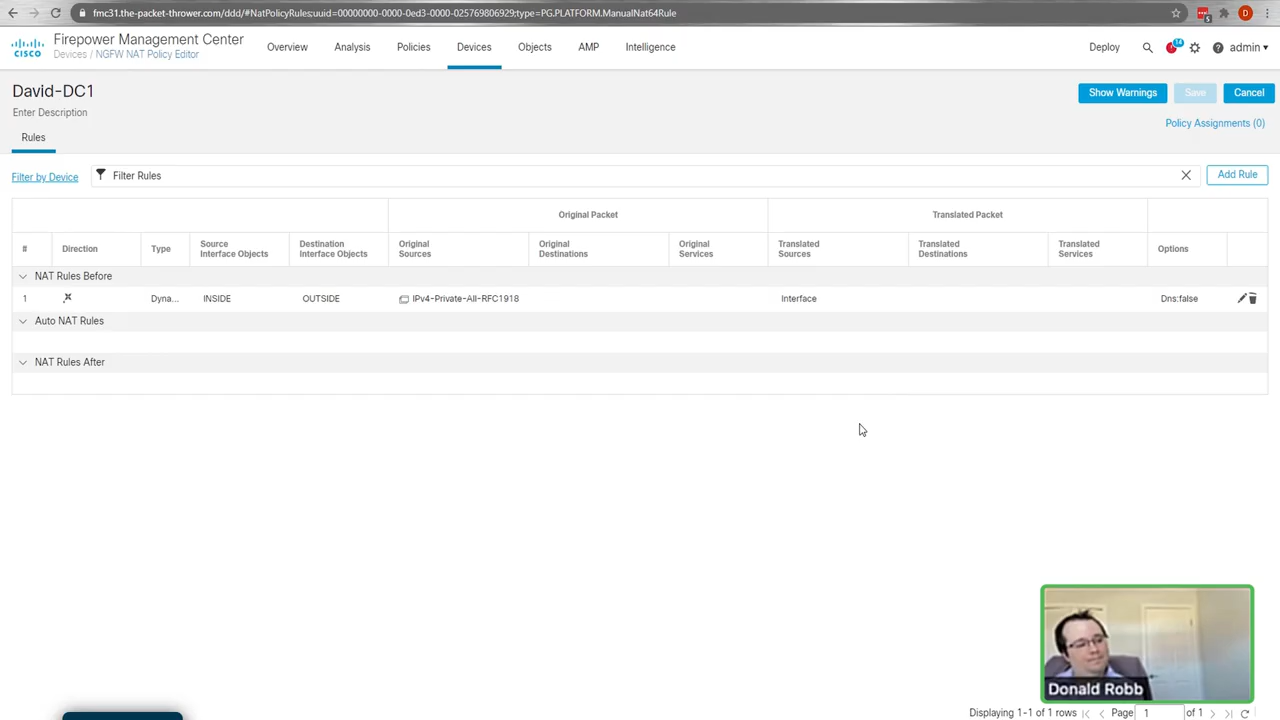 fmc31.the-packet-thrower.com/ddd/#NatPolicyRules;uuid=00000000-0000-0ed3-0000-025769806929;type=PG.PLATFORM.ManualNat64Rule
5
D
cisco
Firepower Management Center
Devices / NGFW NAT Policy Editor
Overview
Analysis
Policies
Devices
Objects
AMP
Intelligence
Deploy
14
admin
David-DC1
Enter Description
Show Warnings
Save
Cancel
Policy Assignments (0)
Rules
Filter by Device
Filter Rules
Add Rule
Original Packet
Translated Packet
#
Direction
Type
Source
Interface Objects
Destination
Interface Objects
Original
Sources
Original
Destinations
Original
Services
Translated
Sources
Translated
Destinations
Translated
Services
Options
NAT Rules Before
1
Dyna...
INSIDE
OUTSIDE
IPv4-Private-All-RFC1918
Interface
Dns:false
Auto NAT Rules
NAT Rules After
Donald Robb
Displaying 1-1 of 1 rows
Page
1
of 1